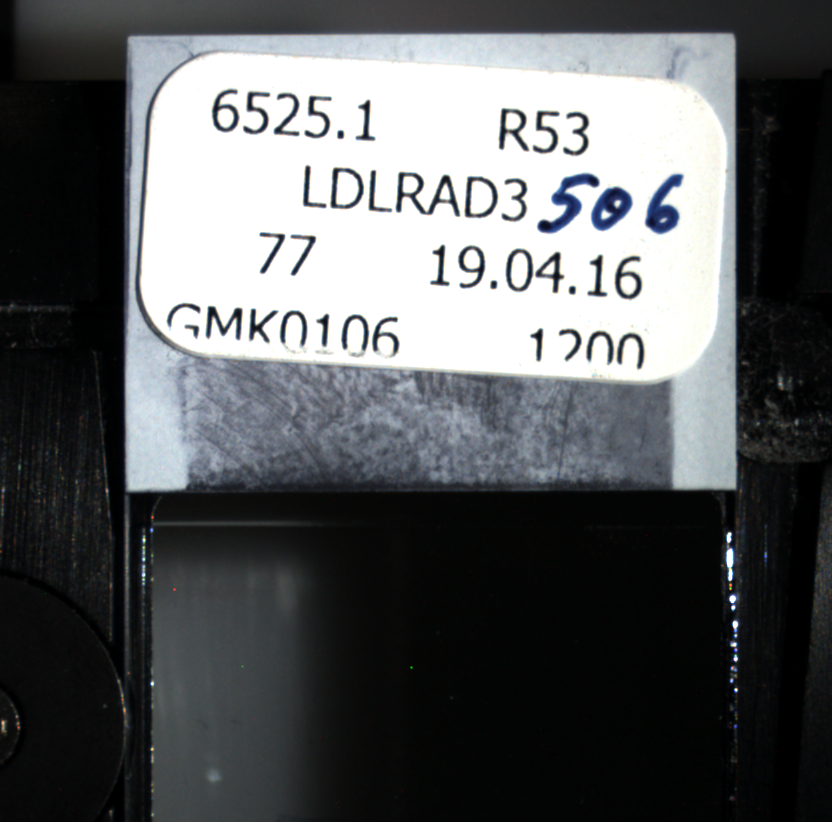 6525.1 R53
LDLRAD3 506
77 19.04.16
GMK0106 1200